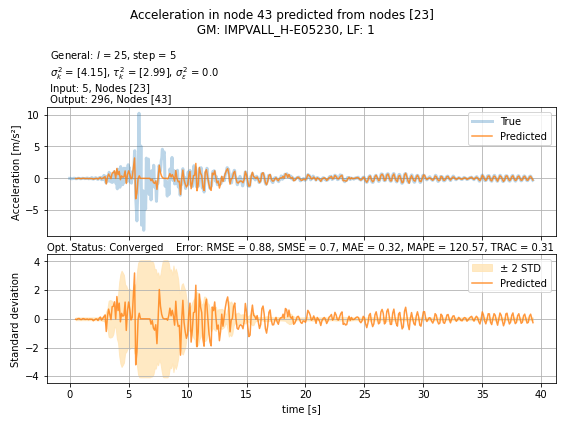 Acceleration in node 43 predicted from nodes [23]
GM: IMPVALL_H-E05230, LF: 1
General: l = 25, step = 5
σ²ₖ = [4.15], τ²ₖ = [2.99], σ²ε = 0.0
Input: 5, Nodes [23]
Output: 296, Nodes [43]
10
5
0
−5
Acceleration [m/s²]
True
Predicted
Opt. Status: Converged Error: RMSE = 0.88, SMSE = 0.7, MAE = 0.32, MAPE = 120.57, TRAC = 0.31
4
2
0
−2
−4
Standard deviation
± 2 STD
Predicted
0 5 10 15 20 25 30 35 40
time [s]